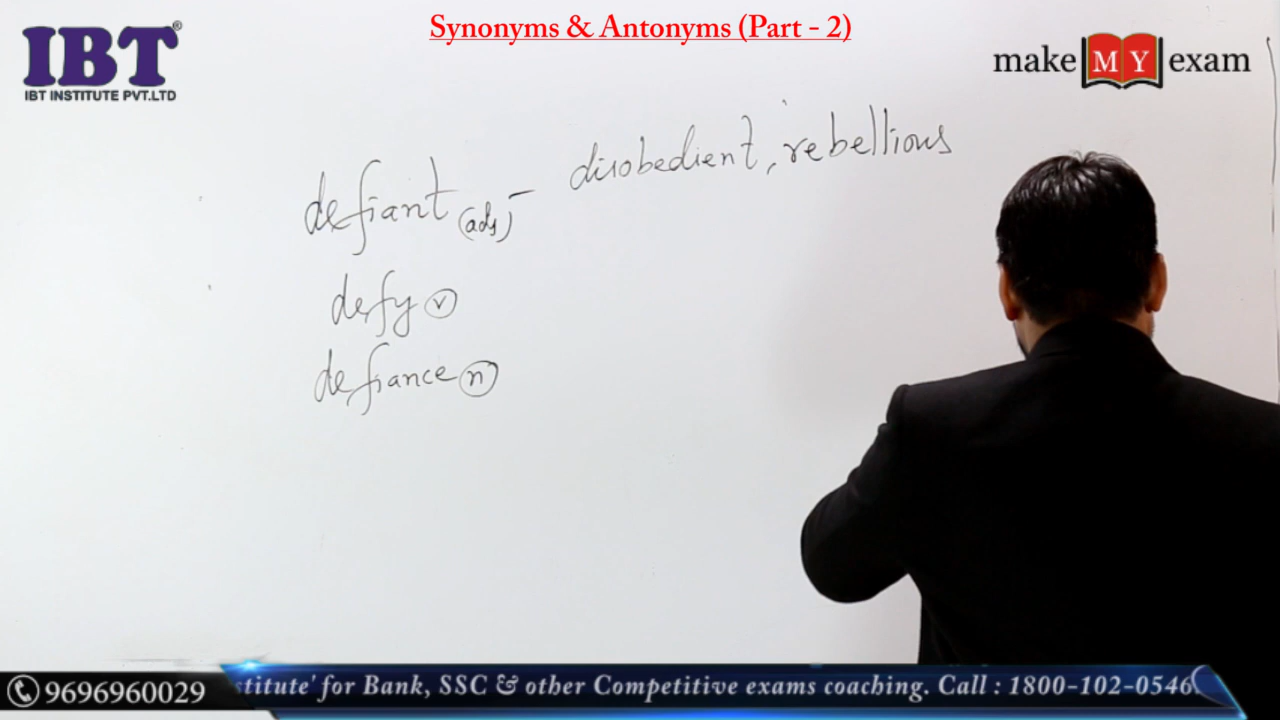 Synonyms & Antonyms (Part - 2)
IBT®
IBT INSTITUTE PVT.LTD
make MY exam
defiant (adj) - disobedient, rebellious
defy (v)
defiance (n)
9696960029
stitute' for Bank, SSC & other Competitive exams coaching. Call : 1800-102-0546